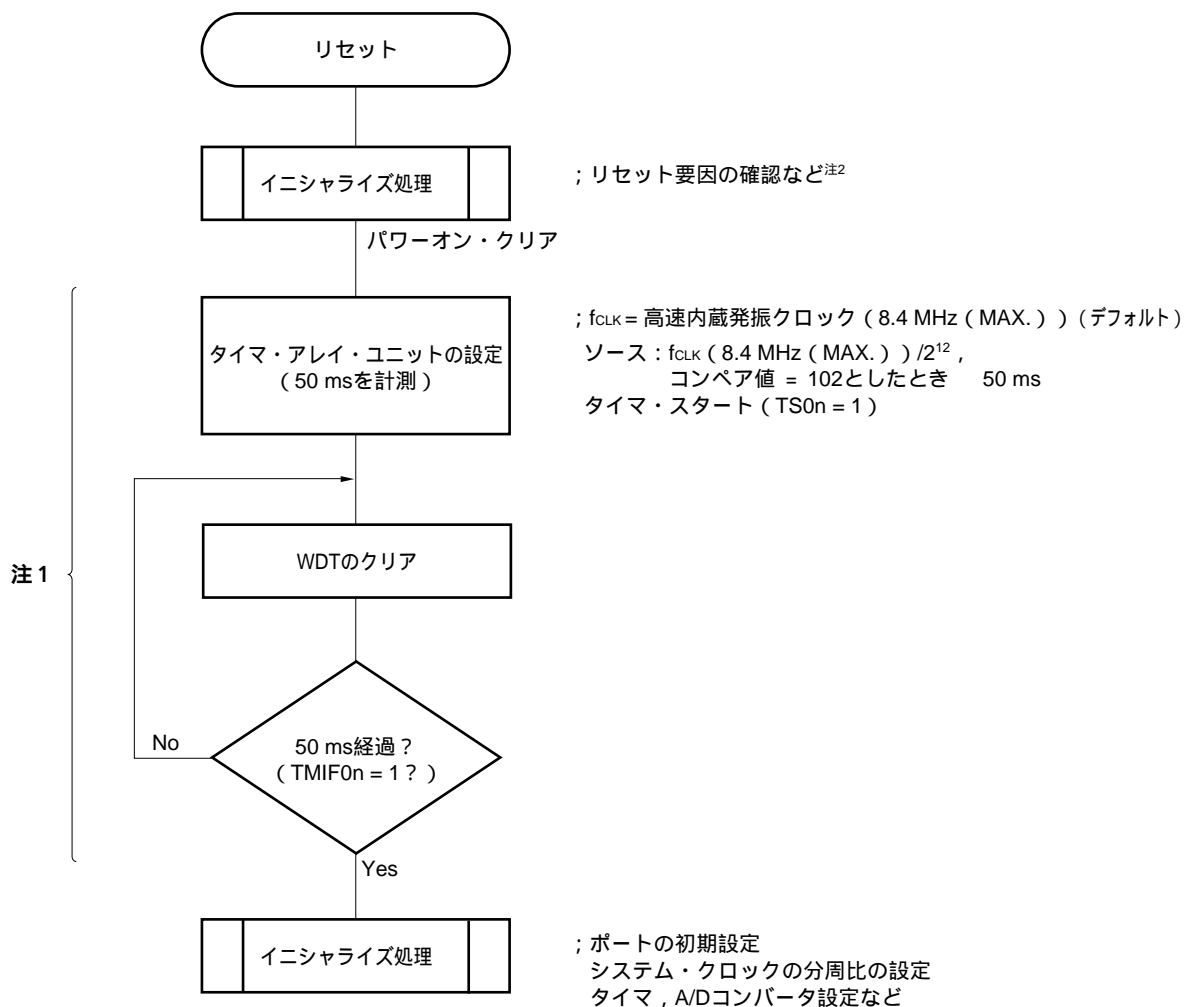 リセット
イニシャライズ処理
；リセット要因の確認など注2
パワーオン・クリア
タイマ・アレイ・ユニットの設定
（50 msを計測）
；fCLK = 高速内蔵発振クロック（8.4 MHz（MAX.））（デフォルト）
ソース：fCLK（8.4 MHz（MAX.））/2¹²，
コンペア値 = 102としたとき　50 ms
タイマ・スタート（TS0n = 1）
注1
WDTのクリア
No
50 ms経過？
（TMIF0n = 1？）
Yes
イニシャライズ処理
；ポートの初期設定
システム・クロックの分周比の設定
タイマ，A/Dコンバータ設定など